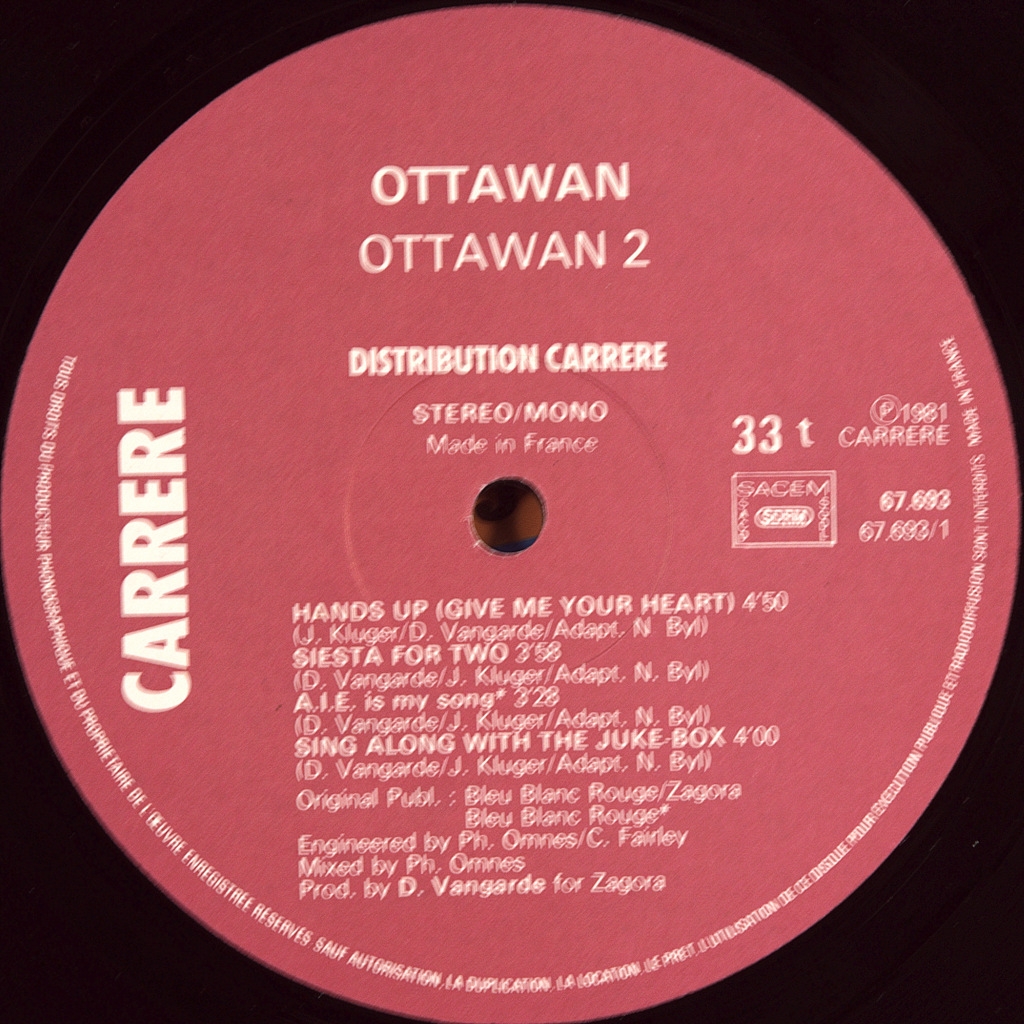 OTTAWAN
OTTAWAN 2
DISTRIBUTION CARRERE
STEREO/MONO
Made in France
33 t
Ⓟ 1981
CARRERE
SACEM
SDRM
SACD
67.693
67.693/1
CARRERE
HANDS UP (GIVE ME YOUR HEART) 4'50
(J. Kluger/D. Vangarde/Adapt. N Byl)
SIESTA FOR TWO 3'58
(D. Vangarde/J. Kluger/Adapt. N. Byl)
A.I.E. is my song* 3'28
(D. Vangarde/J. Kluger/Adapt. N. Byl)
SING ALONG WITH THE JUKE-BOX 4'00
(D. Vangarde/J. Kluger/Adapt. N. Byl)
Original Publ. : Bleu Blanc Rouge/Zagora
Bleu Blanc Rouge*
Engineered by Ph. Omnes/C. Fairley
Mixed by Ph. Omnes
Prod. by D. Vangarde for Zagora
TOUS DROITS DU PRODUCTEUR PHONOGRAPHIQUE ET DU PROPRIETAIRE DE L'ŒUVRE ENREGISTREE RESERVES. SAUF AUTORISATION, LA DUPLICATION, LA LOCATION, LE PRET, L'UTILISATION DE CE DISQUE POUR EXECUTION PUBLIQUE ET RADIODIFFUSION SONT INTERDITS. MADE IN FRANCE